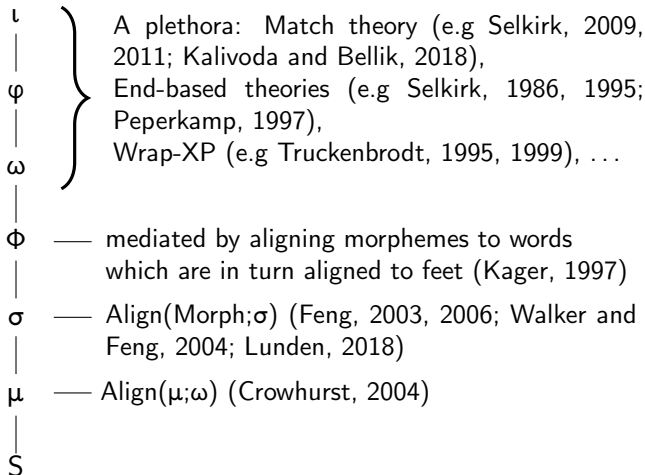 ι
A plethora: Match theory (e.g Selkirk, 2009,
2011; Kalivoda and Bellik, 2018),
φ
End-based theories (e.g Selkirk, 1986, 1995;
Peperkamp, 1997),
Wrap-XP (e.g Truckenbrodt, 1995, 1999), …
ω
Φ — mediated by aligning morphemes to words
which are in turn aligned to feet (Kager, 1997)
σ — Align(Morph;σ) (Feng, 2003, 2006; Walker and
Feng, 2004; Lunden, 2018)
μ — Align(μ;ω) (Crowhurst, 2004)
S